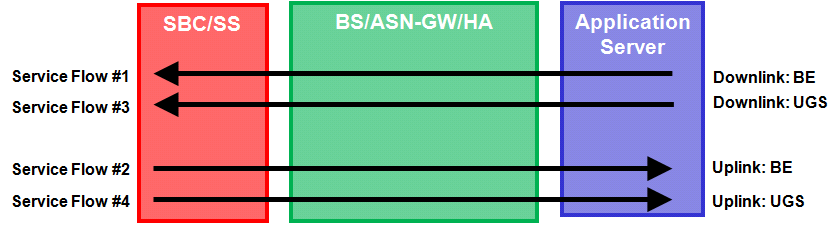 SBC/SS
BS/ASN-GW/HA
Application
Server
Service Flow #1
Downlink: BE
Service Flow #3
Downlink: UGS
Service Flow #2
Uplink: BE
Service Flow #4
Uplink: UGS